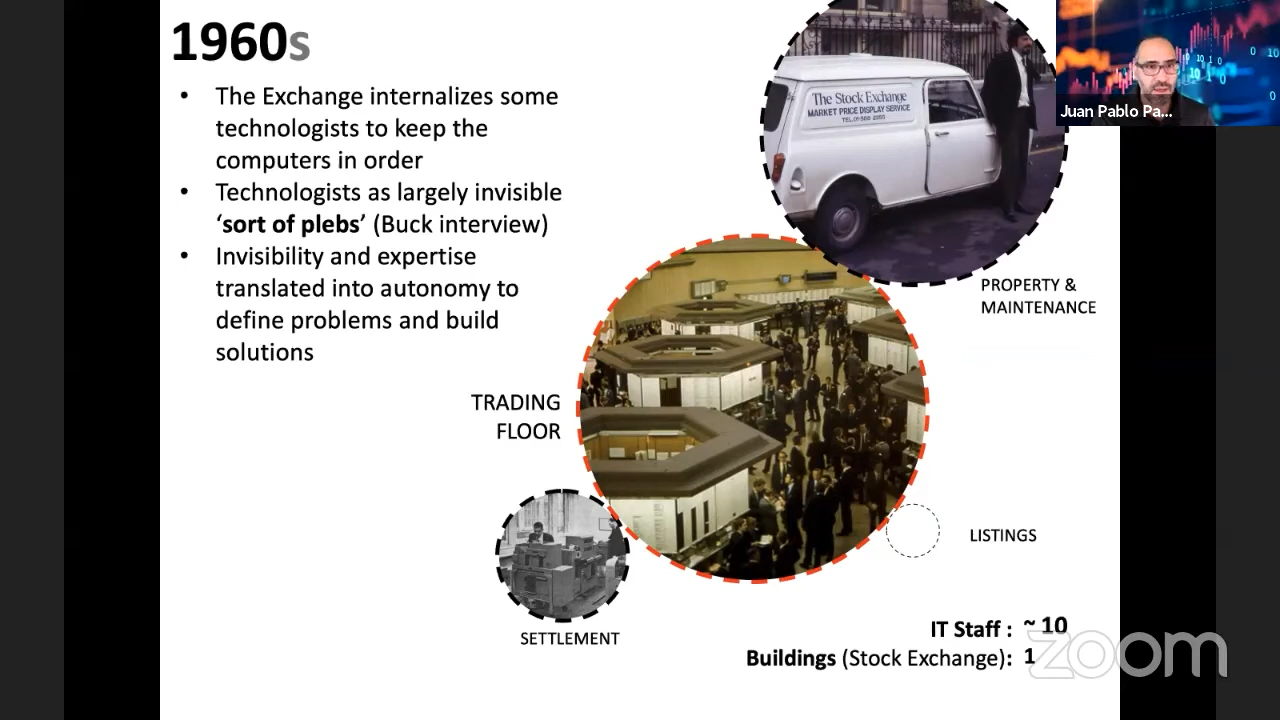 1960s
• The Exchange internalizes some
technologists to keep the
computers in order
• Technologists as largely invisible
‘sort of plebs’ (Buck interview)
• Invisibility and expertise
translated into autonomy to
define problems and build
solutions
The Stock Exchange
MARKET PRICE DISPLAY SERVICE
Juan Pablo Pa...
PROPERTY &
MAINTENANCE
TRADING
FLOOR
LISTINGS
SETTLEMENT
IT Staff : ~ 10
Buildings (Stock Exchange): 1
zoom